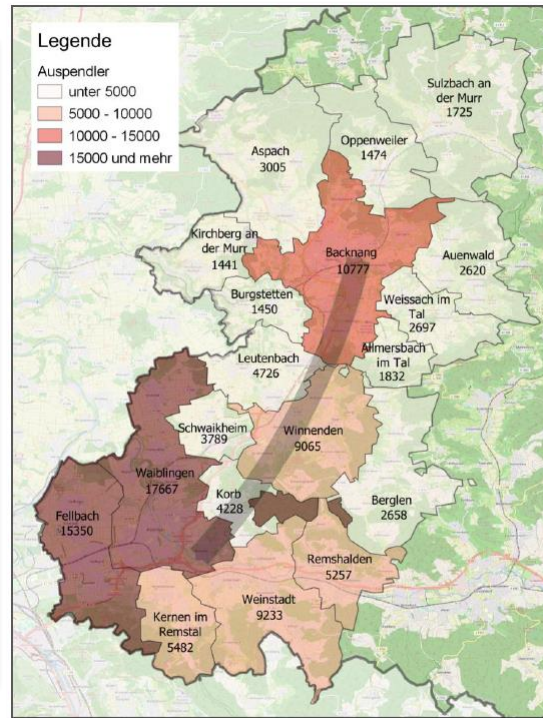 Legende
Auspendler
unter 5000
5000 - 10000
10000 - 15000
15000 und mehr
Sulzbach an
der Murr
1725
Oppenweiler
1474
Aspach
3005
Kirchberg an
der Murr
1441
Backnang
10777
Auenwald
2620
Burgstetten
1450
Weissach im
Tal
2697
Allmersbach
im Tal
1832
Leutenbach
4726
Schwaikheim
3789
Winnenden
9065
Waiblingen
17667
Korb
4228
Berglen
2658
Fellbach
15350
Remshalden
5257
Weinstadt
9233
Kernen im
Remstal
5482